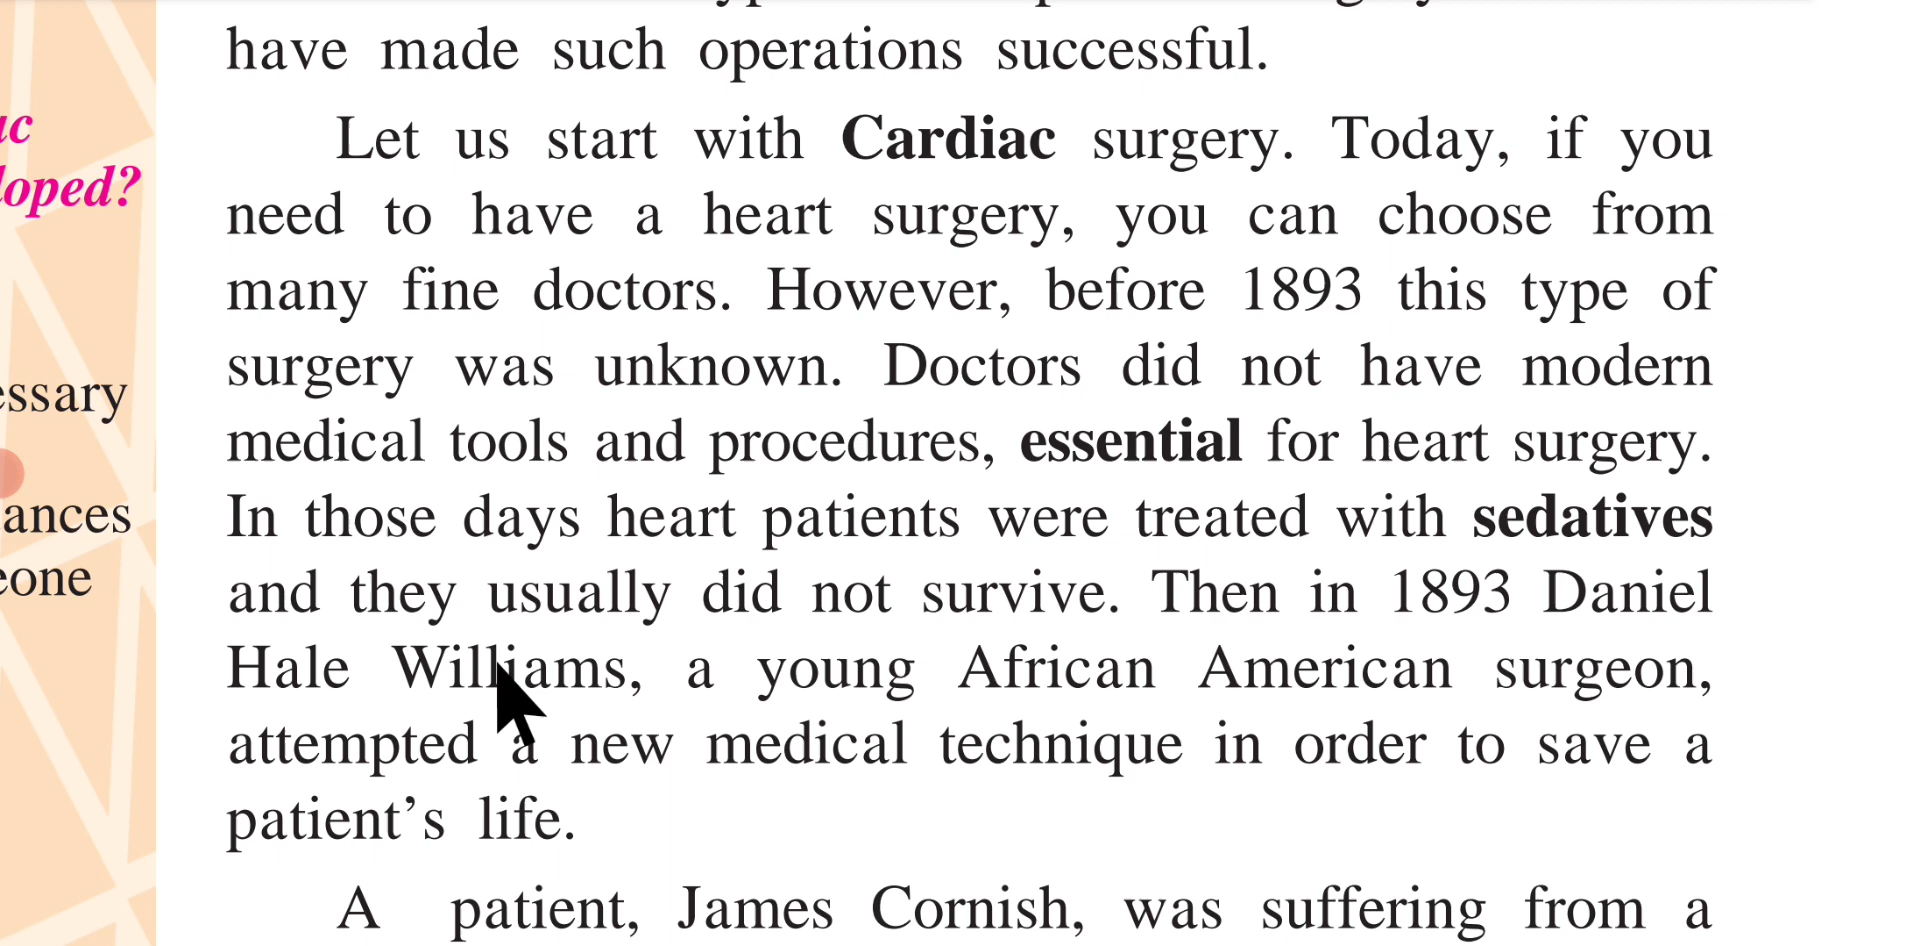 have made such operations successful.
Let us start with Cardiac surgery. Today, if you
need to have a heart surgery, you can choose from
many fine doctors. However, before 1893 this type of
surgery was unknown. Doctors did not have modern
medical tools and procedures, essential for heart surgery.
In those days heart patients were treated with sedatives
and they usually did not survive. Then in 1893 Daniel
Hale Williams, a young African American surgeon,
attempted a new medical technique in order to save a
patient's life.
A patient, James Cornish, was suffering from a